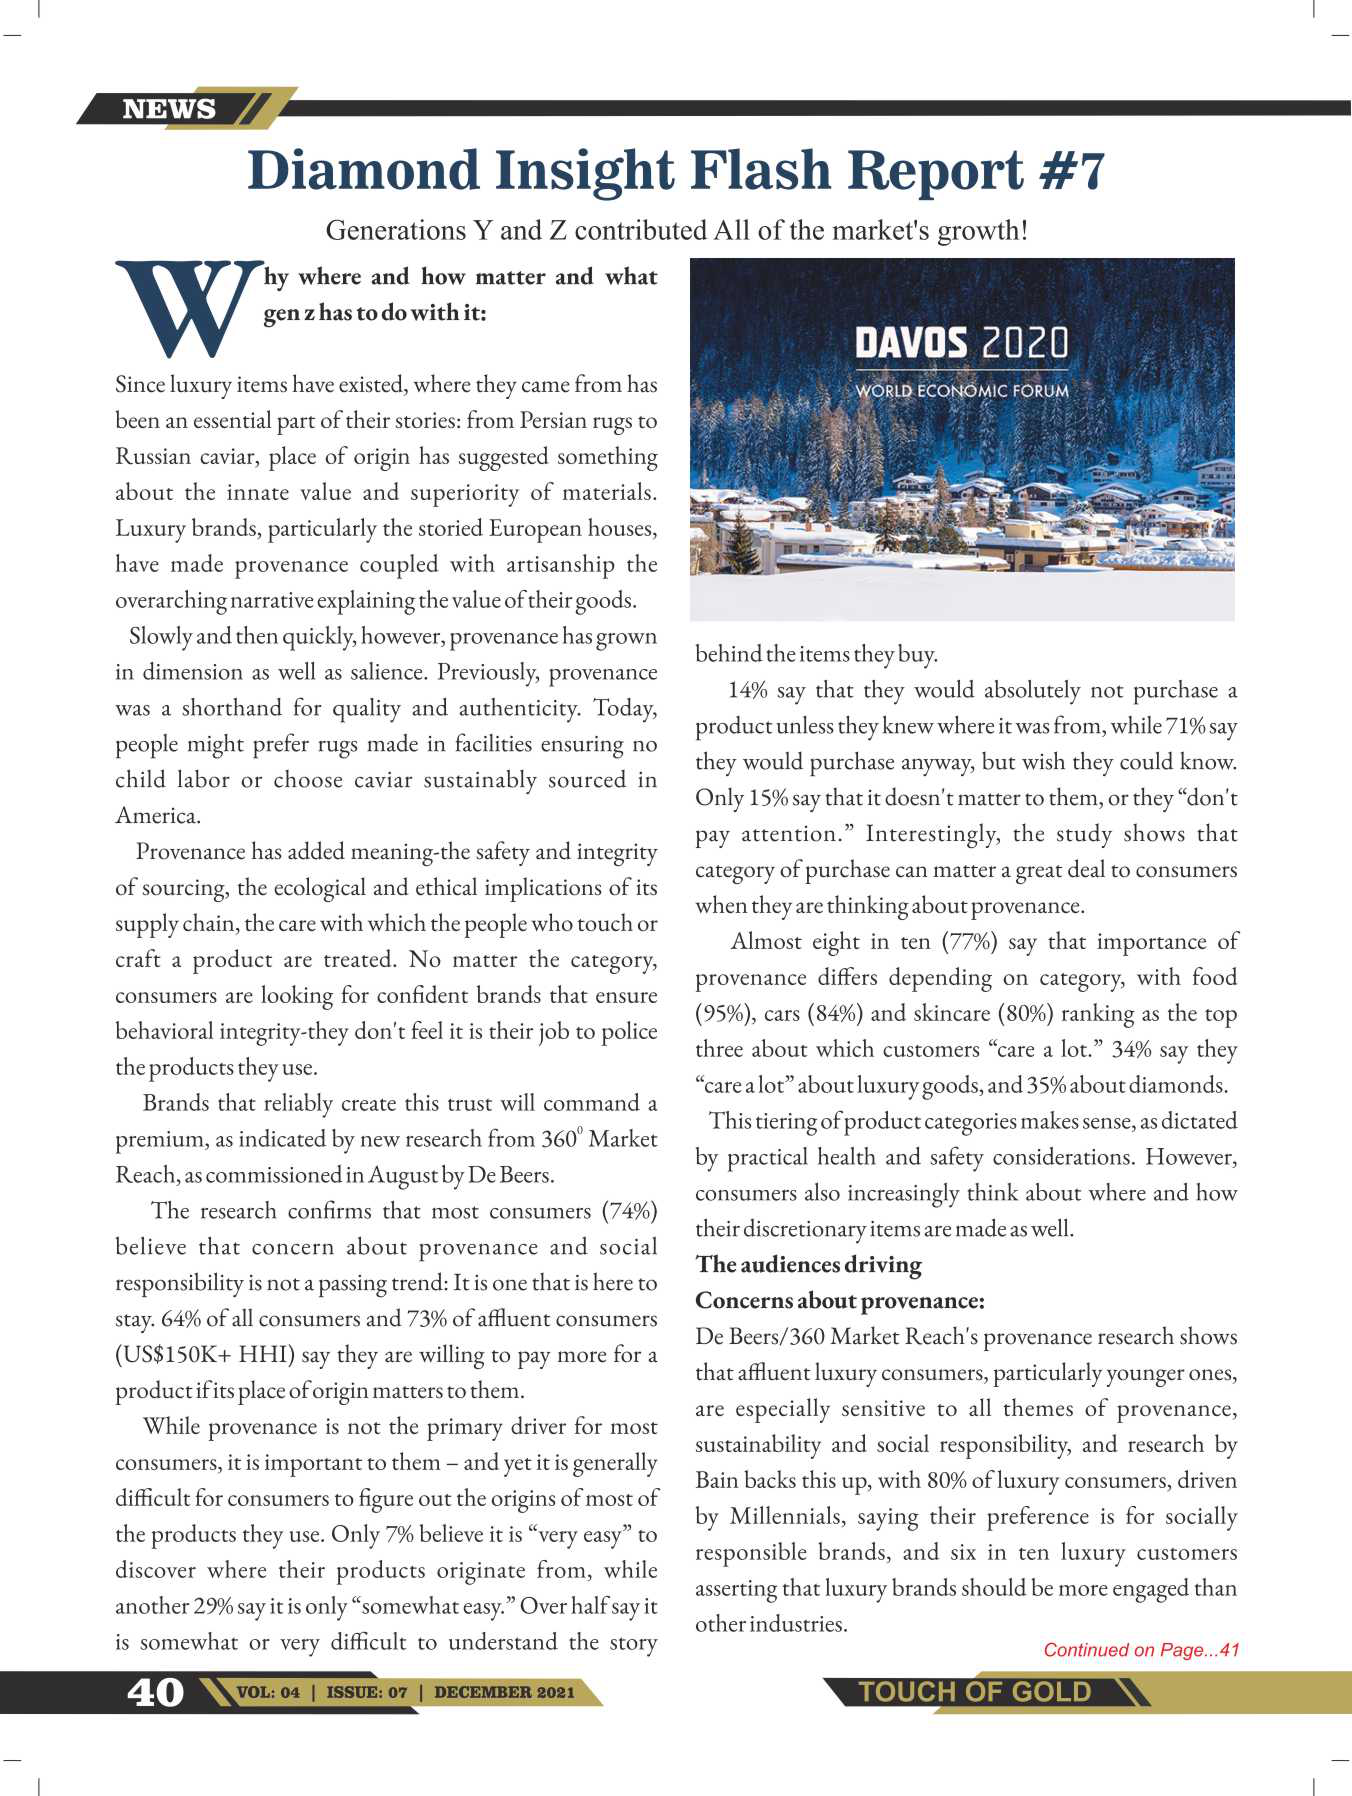 NEWS
Diamond Insight Flash Report #7
Generations Y and Z contributed All of the market's growth!
Why where and how matter and what
gen z has to do with it:
Since luxury items have existed, where they came from has
been an essential part of their stories: from Persian rugs to
Russian caviar, place of origin has suggested something
about the innate value and superiority of materials.
Luxury brands, particularly the storied European houses,
have made provenance coupled with artisanship the
overarching narrative explaining the value of their goods.
Slowly and then quickly, however, provenance has grown
in dimension as well as salience. Previously, provenance
was a shorthand for quality and authenticity. Today,
people might prefer rugs made in facilities ensuring no
child labor or choose caviar sustainably sourced in
America.
Provenance has added meaning-the safety and integrity
of sourcing, the ecological and ethical implications of its
supply chain, the care with which the people who touch or
craft a product are treated. No matter the category,
consumers are looking for confident brands that ensure
behavioral integrity-they don't feel it is their job to police
the products they use.
Brands that reliably create this trust will command a
premium, as indicated by new research from 360⁰ Market
Reach, as commissioned in August by De Beers.
The research confirms that most consumers (74%)
believe that concern about provenance and social
responsibility is not a passing trend: It is one that is here to
stay. 64% of all consumers and 73% of affluent consumers
(US$150K+ HHI) say they are willing to pay more for a
product if its place of origin matters to them.
While provenance is not the primary driver for most
consumers, it is important to them – and yet it is generally
difficult for consumers to figure out the origins of most of
the products they use. Only 7% believe it is “very easy” to
discover where their products originate from, while
another 29% say it is only “somewhat easy.” Over half say it
is somewhat or very difficult to understand the story
DAVOS 2020
WORLD ECONOMIC FORUM
behind the items they buy.
14% say that they would absolutely not purchase a
product unless they knew where it was from, while 71% say
they would purchase anyway, but wish they could know.
Only 15% say that it doesn't matter to them, or they “don't
pay attention.” Interestingly, the study shows that
category of purchase can matter a great deal to consumers
when they are thinking about provenance.
Almost eight in ten (77%) say that importance of
provenance differs depending on category, with food
(95%), cars (84%) and skincare (80%) ranking as the top
three about which customers “care a lot.” 34% say they
“care a lot” about luxury goods, and 35% about diamonds.
This tiering of product categories makes sense, as dictated
by practical health and safety considerations. However,
consumers also increasingly think about where and how
their discretionary items are made as well.
The audiences driving
Concerns about provenance:
De Beers/360 Market Reach's provenance research shows
that affluent luxury consumers, particularly younger ones,
are especially sensitive to all themes of provenance,
sustainability and social responsibility, and research by
Bain backs this up, with 80% of luxury consumers, driven
by Millennials, saying their preference is for socially
responsible brands, and six in ten luxury customers
asserting that luxury brands should be more engaged than
other industries.
Continued on Page...41
40 VOL: 04 | ISSUE: 07 | DECEMBER 2021
TOUCH OF GOLD